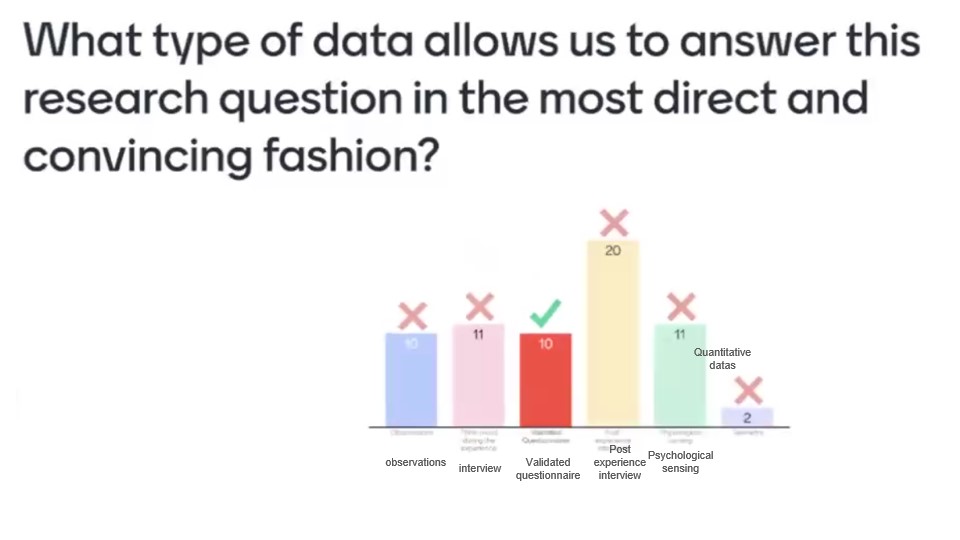 What type of data allows us to answer this
research question in the most direct and
convincing fashion?
20
11
11
10
10
Quantitative
datas
2
observations
interview
Validated
questionnaire
Post
experience
interview
Psychological
sensing